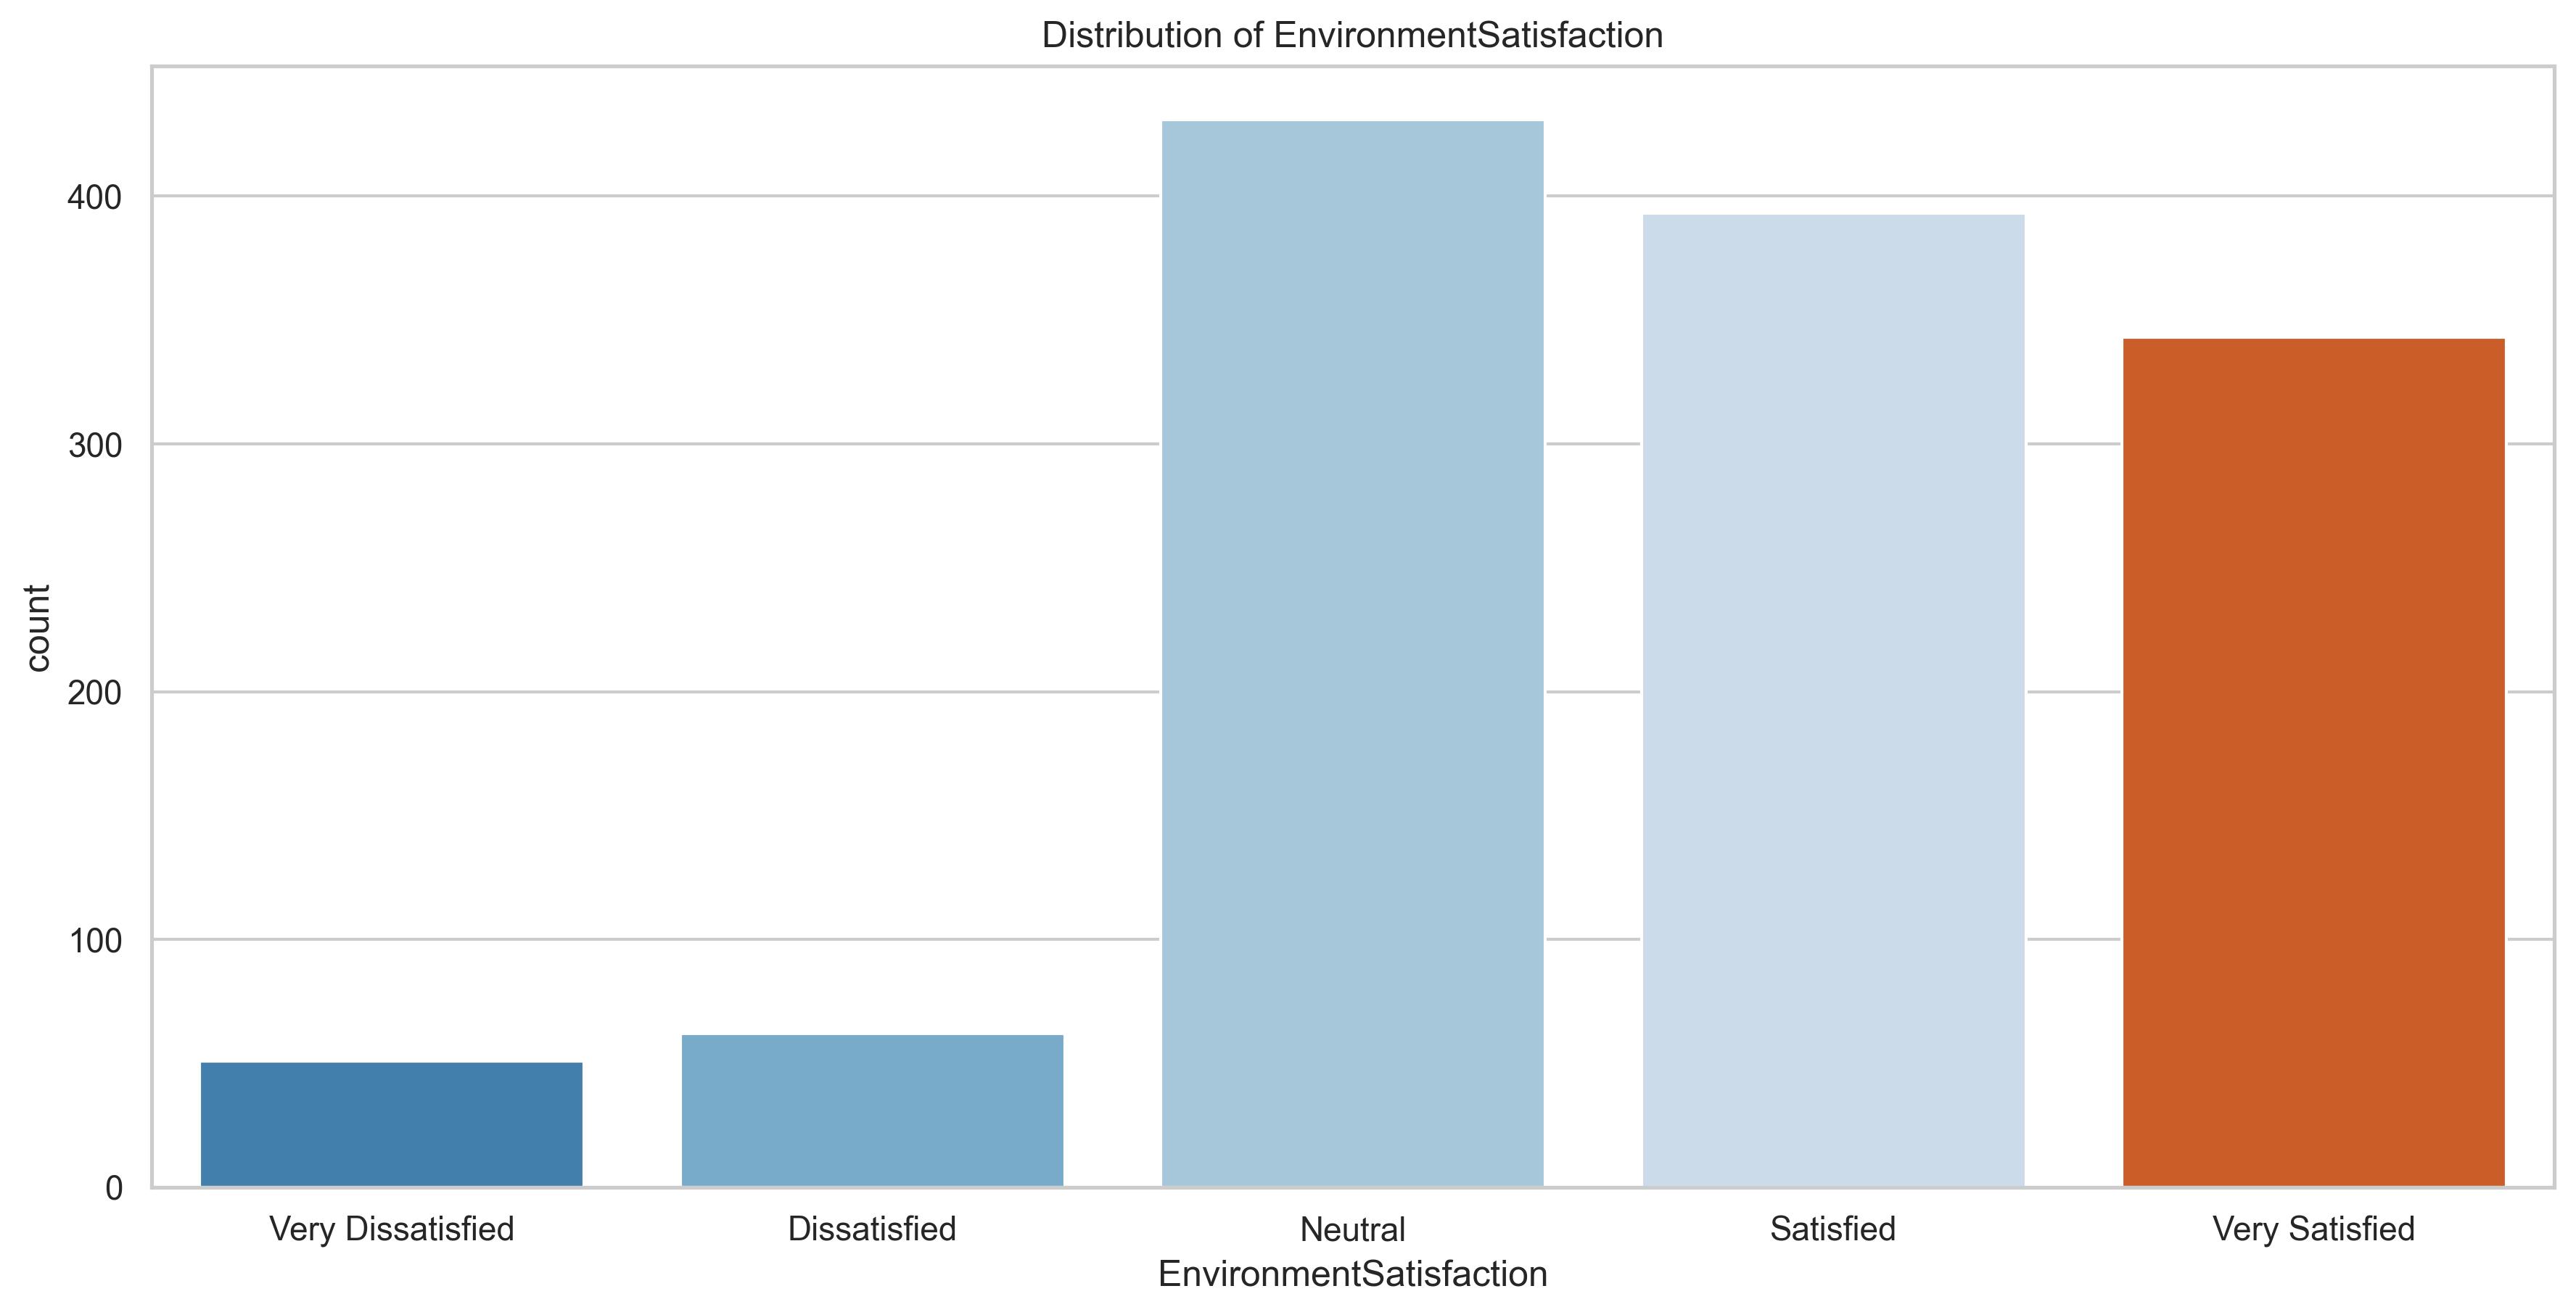 Distribution of EnvironmentSatisfaction
400
300
200
100
0
count
Very Dissatisfied
Dissatisfied
Neutral
Satisfied
Very Satisfied
EnvironmentSatisfaction